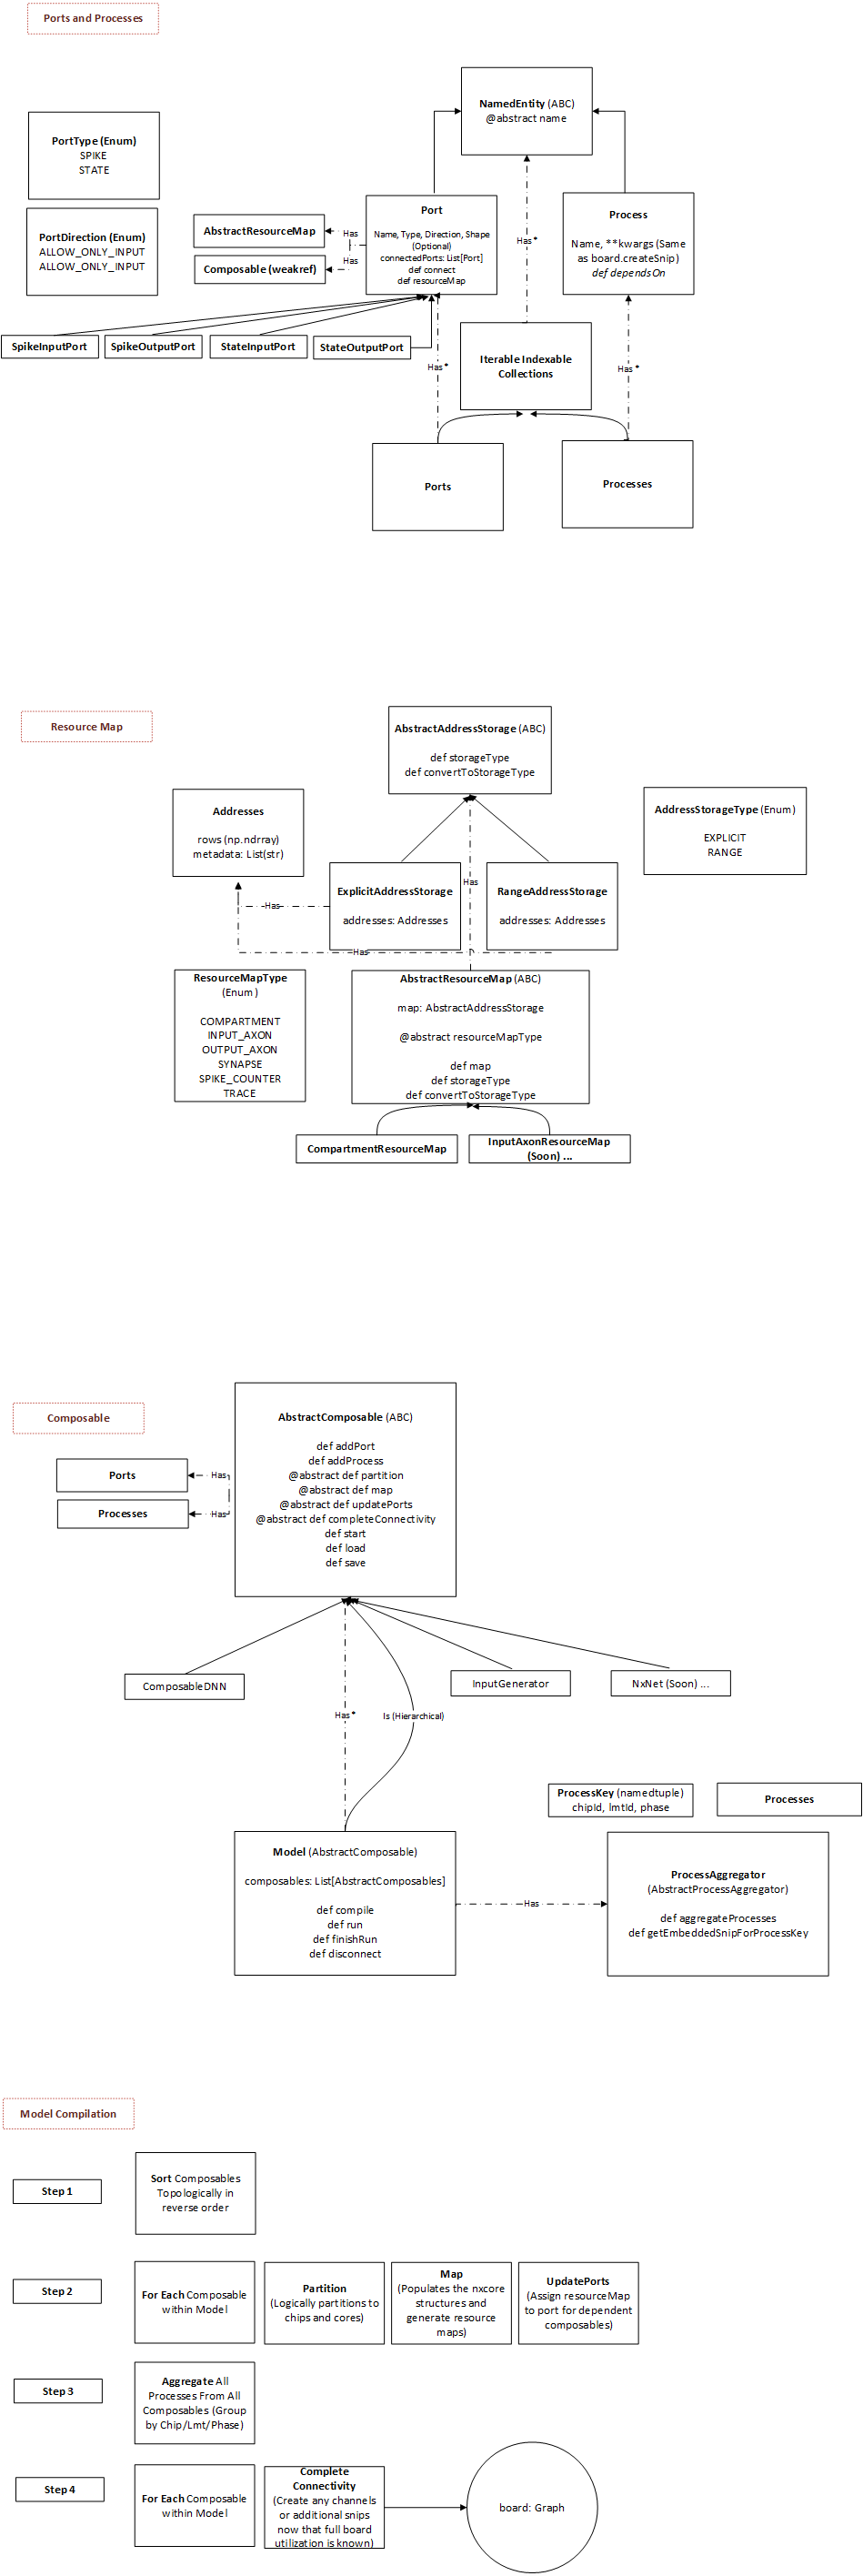 Ports and Processes
NamedEntity (ABC)
@abstract name
PortType (Enum)
SPIKE
STATE
PortDirection (Enum)
ALLOW_ONLY_INPUT
ALLOW_ONLY_INPUT
AbstractResourceMap
Has
Composable (weakref)
Has
Port
Name, Type, Direction, Shape
(Optional)
connectedPorts: List[Port]
def connect
def resourceMap
Has *
Process
Name, **kwargs (Same
as board.createSnip)
def dependsOn
SpikeInputPort
SpikeOutputPort
StateInputPort
StateOutputPort
Has *
Iterable Indexable
Collections
Has *
Ports
Processes
Resource Map
AbstractAddressStorage (ABC)
def storageType
def convertToStorageType
Addresses
rows (np.ndrray)
metadata: List(str)
AddressStorageType (Enum)
EXPLICIT
RANGE
ExplicitAddressStorage
addresses: Addresses
Has
RangeAddressStorage
addresses: Addresses
Has
Has
ResourceMapType
(Enum)
COMPARTMENT
INPUT_AXON
OUTPUT_AXON
SYNAPSE
SPIKE_COUNTER
TRACE
AbstractResourceMap (ABC)
map: AbstractAddressStorage
@abstract resourceMapType
def map
def storageType
def convertToStorageType
CompartmentResourceMap
InputAxonResourceMap
(Soon) ...
Composable
AbstractComposable (ABC)
def addPort
def addProcess
@abstract def partition
@abstract def map
@abstract def updatePorts
@abstract def completeConnectivity
def start
def load
def save
Ports
Has
Processes
Has
ComposableDNN
InputGenerator
NxNet (Soon) ...
Has *
Is (Hierarchical)
ProcessKey (namedtuple)
chipId, lmtId, phase
Processes
Model (AbstractComposable)
composables: List[AbstractComposables]
def compile
def run
def finishRun
def disconnect
Has
ProcessAggregator
(AbstractProcessAggregator)
def aggregateProcesses
def getEmbeddedSnipForProcessKey
Model Compilation
Step 1
Sort Composables
Topologically in
reverse order
Step 2
For Each Composable
within Model
Partition
(Logically partitions to
chips and cores)
Map
(Populates the nxcore
structures and
generate resource
maps)
UpdatePorts
(Assign resourceMap
to port for dependent
composables)
Step 3
Aggregate All
Processes From All
Composables (Group
by Chip/Lmt/Phase)
Step 4
For Each Composable
within Model
Complete
Connectivity
(Create any channels
or additional snips
now that full board
utilization is known)
board: Graph